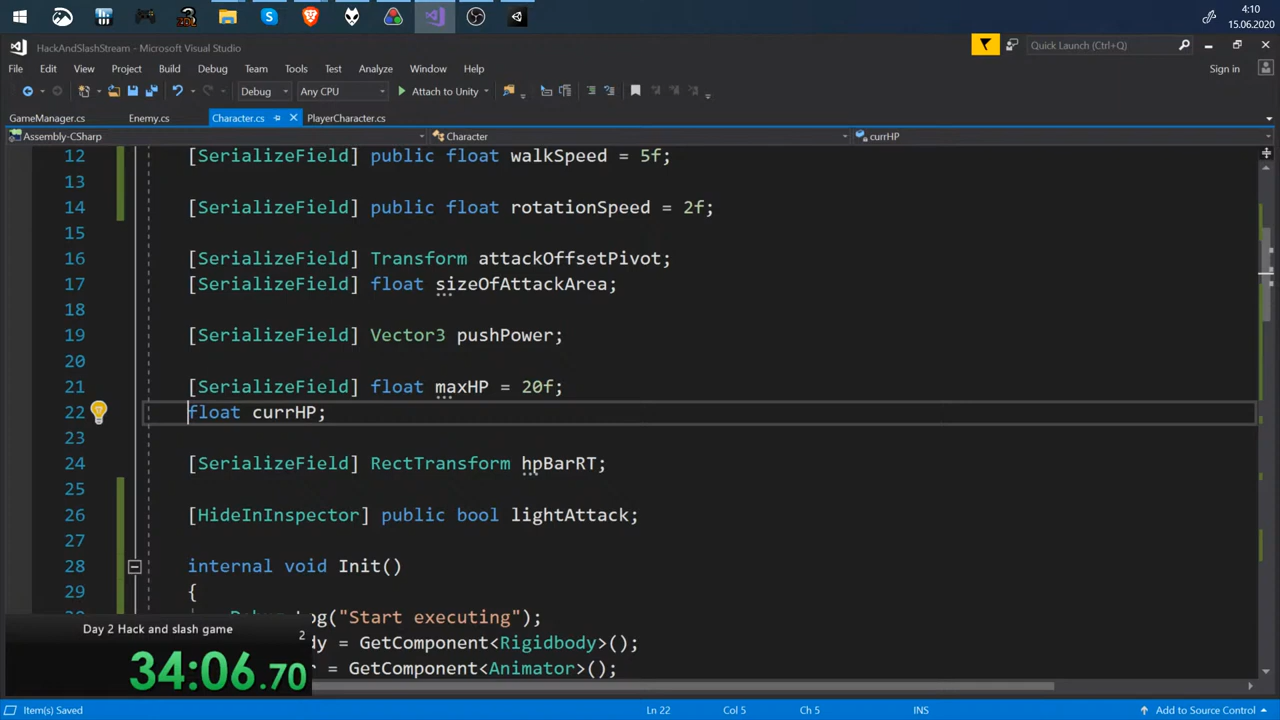 4:10
15.06.2020
HackAndSlashStream - Microsoft Visual Studio
Quick Launch (Ctrl+Q)
File Edit View Project Build Debug Team Tools Test Analyze Window Help
Sign in
Debug Any CPU Attach to Unity
GameManager.cs Enemy.cs Character.cs PlayerCharacter.cs
Assembly-CSharp Character currHP
12 [SerializeField] public float walkSpeed = 5f;
13
14 [SerializeField] public float rotationSpeed = 2f;
15
16 [SerializeField] Transform attackOffsetPivot;
17 [SerializeField] float sizeOfAttackArea;
18
19 [SerializeField] Vector3 pushPower;
20
21 [SerializeField] float maxHP = 20f;
22 float currHP;
23
24 [SerializeField] RectTransform hpBarRT;
25
26 [HideInInspector] public bool lightAttack;
27
28 internal void Init()
29 {
("Start executing");
= GetComponent<Rigidbody>();
= GetComponent<Animator>();
Day 2 Hack and slash game 2
34:06.70
Item(s) Saved Ln 22 Col 5 Ch 5 INS Add to Source Control